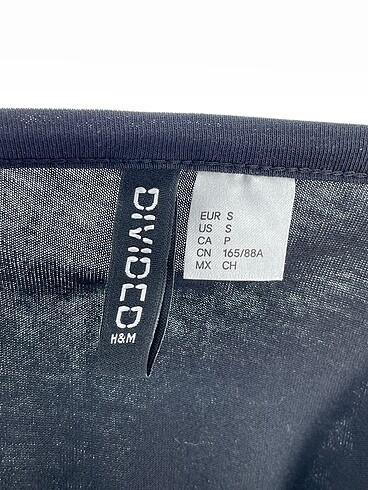 DIVIDED
H&M
EUR S
US S
CA P
CN 165/88A
MX CH